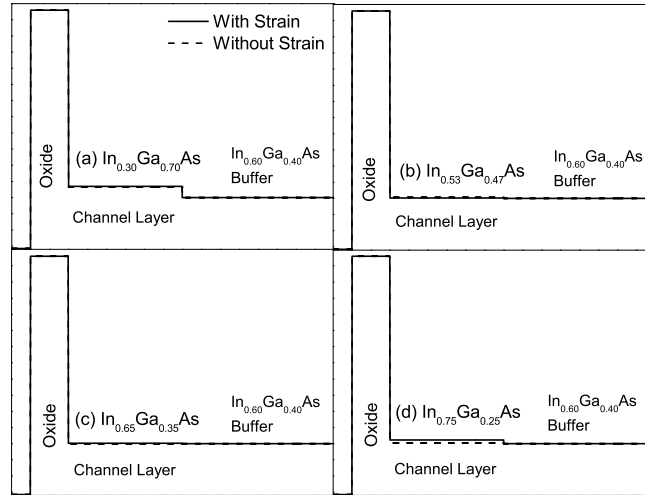 With Strain
Without Strain
Oxide
(a) In0.30Ga0.70As
In0.60Ga0.40As
Buffer
Channel Layer
Oxide
(b) In0.53Ga0.47As
In0.60Ga0.40As
Buffer
Channel Layer
Oxide
(c) In0.65Ga0.35As
In0.60Ga0.40As
Buffer
Channel Layer
Oxide
(d) In0.75Ga0.25As
In0.60Ga0.40As
Buffer
Channel Layer